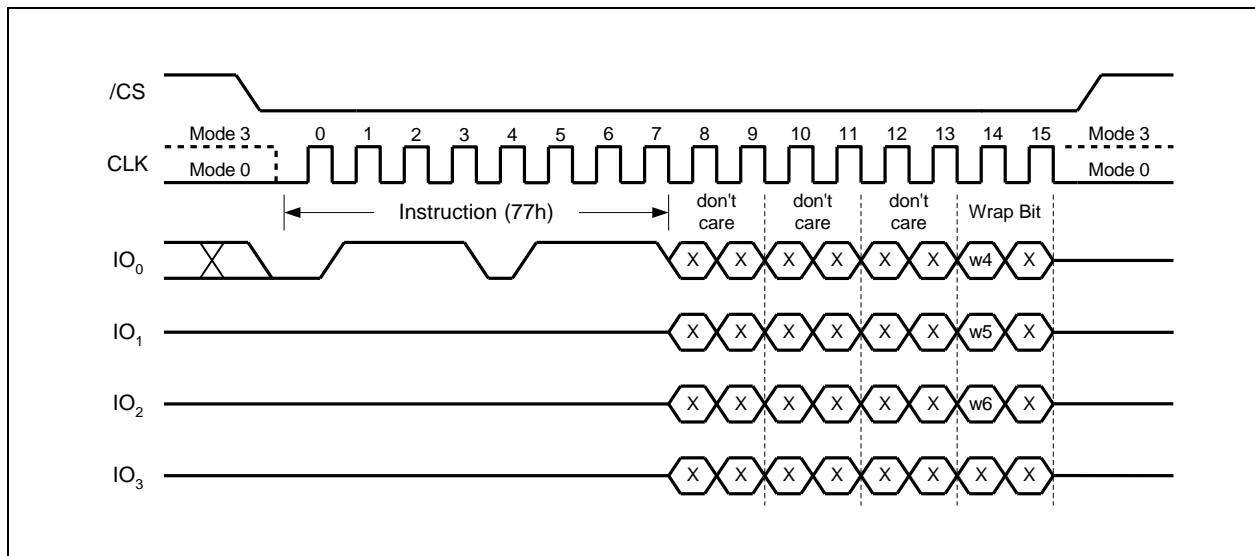 /CS
Mode 3 0 1 2 3 4 5 6 7 8 9 10 11 12 13 14 15 Mode 3
CLK Mode 0 Mode 0
Instruction (77h) don't care don't care don't care Wrap Bit
IO0 X X X X X X w4 X
IO1 X X X X X X w5 X
IO2 X X X X X X w6 X
IO3 X X X X X X X X